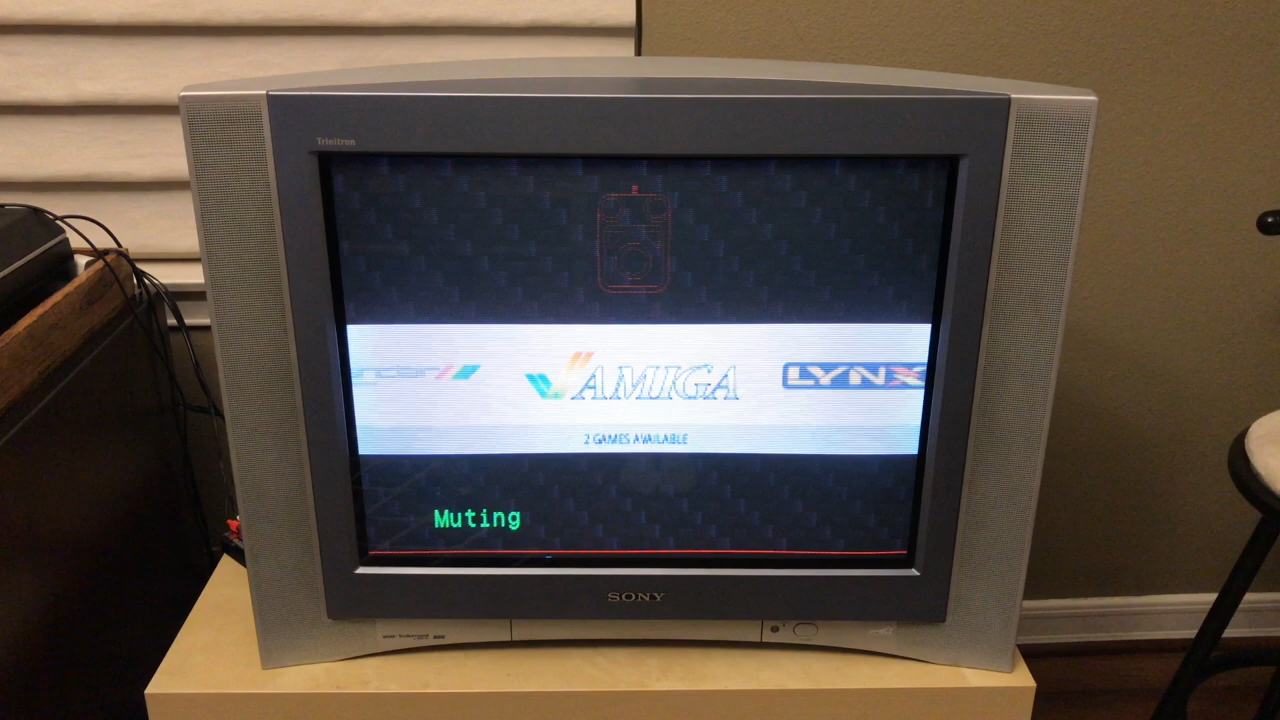 Trinitron
AMIGA
LYNX
2 GAMES AVAILABLE
Muting
SONY